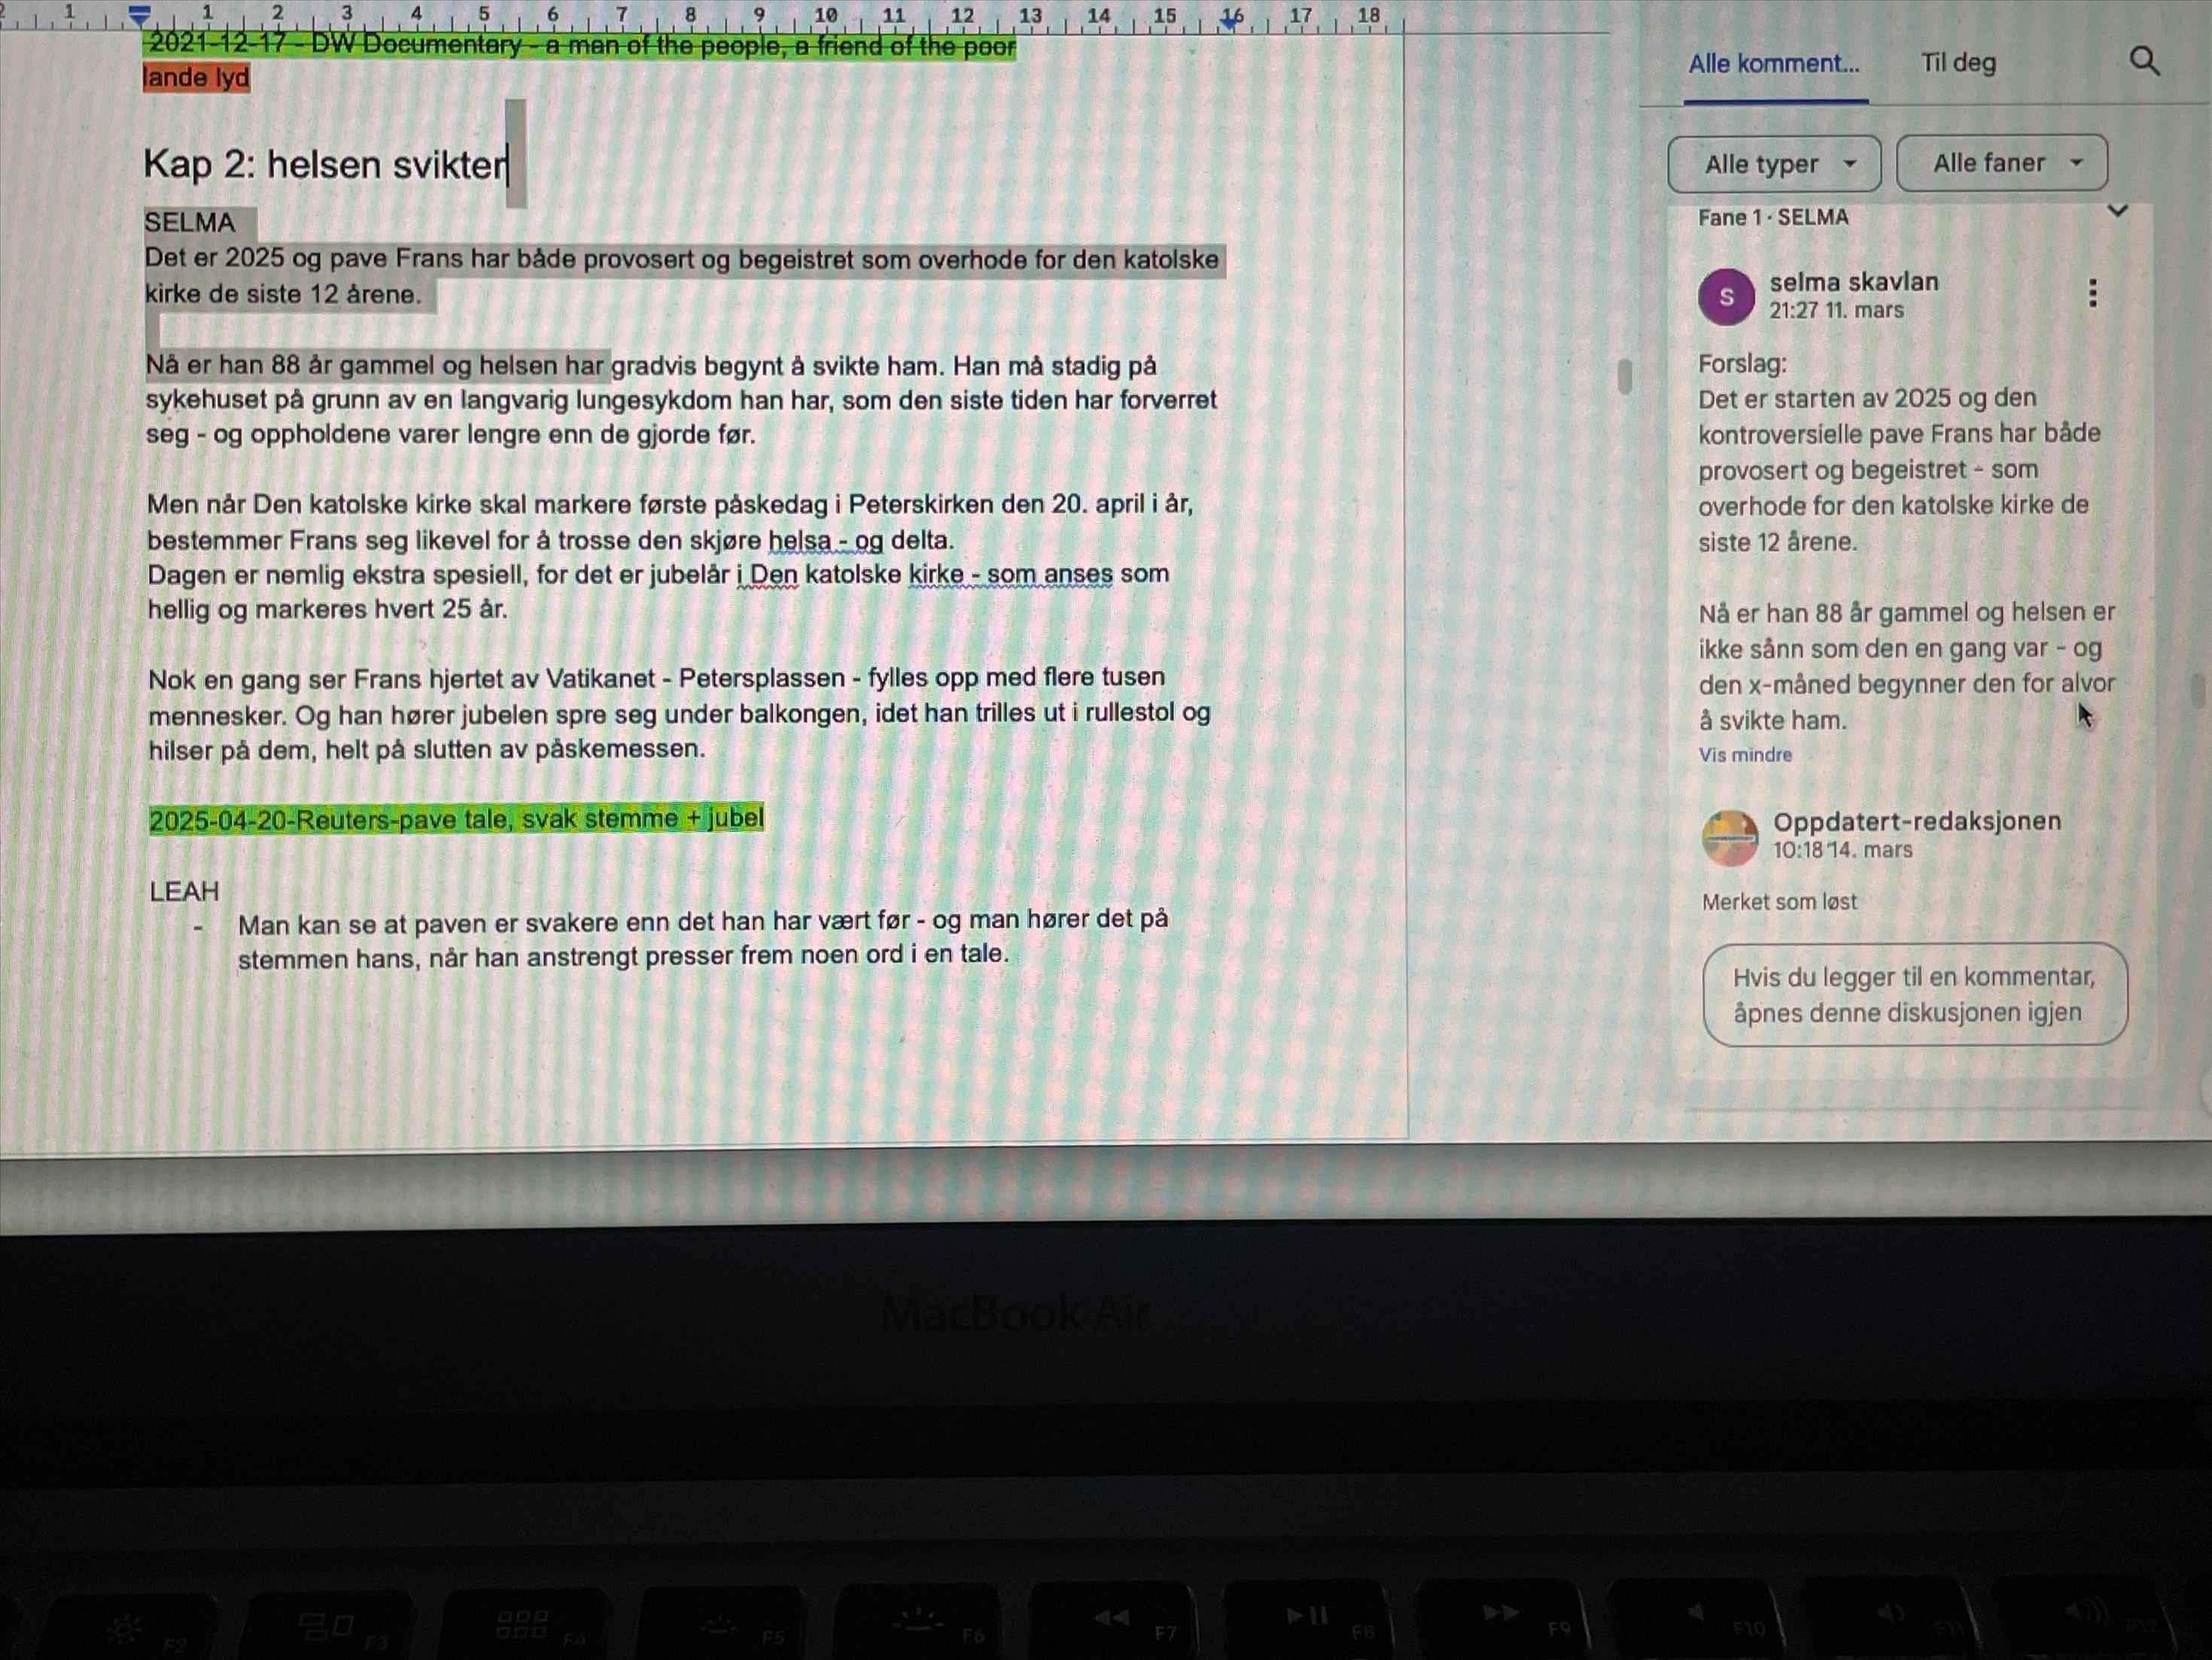 1 1 2 3 4 5 6 7 8 9 10 11 12 13 14 15 16 17 18
2021-12-17 - DW Documentary - a man of the people, a friend of the poor
lande lyd
Kap 2: helsen svikter
SELMA
Det er 2025 og pave Frans har både provosert og begeistret som overhode for den katolske
kirke de siste 12 årene.
Nå er han 88 år gammel og helsen har gradvis begynt å svikte ham. Han må stadig på
sykehuset på grunn av en langvarig lungesykdom han har, som den siste tiden har forverret
seg - og oppholdene varer lengre enn de gjorde før.
Men når Den katolske kirke skal markere første påskedag i Peterskirken den 20. april i år,
bestemmer Frans seg likevel for å trosse den skjøre helsa - og delta.
Dagen er nemlig ekstra spesiell, for det er jubelår i Den katolske kirke - som anses som
hellig og markeres hvert 25 år.
Nok en gang ser Frans hjertet av Vatikanet - Petersplassen - fylles opp med flere tusen
mennesker. Og han hører jubelen spre seg under balkongen, idet han trilles ut i rullestol og
hilser på dem, helt på slutten av påskemessen.
2025-04-20-Reuters-pave tale, svak stemme + jubel
LEAH
- Man kan se at paven er svakere enn det han har vært før - og man hører det på
stemmen hans, når han anstrengt presser frem noen ord i en tale.
Alle komment...
Til deg
Alle typer
Alle faner
Fane 1 · SELMA
S
selma skavlan
21:27 11. mars
Forslag:
Det er starten av 2025 og den
kontroversielle pave Frans har både
provosert og begeistret - som
overhode for den katolske kirke de
siste 12 årene.
Nå er han 88 år gammel og helsen er
ikke sånn som den en gang var - og
den x-måned begynner den for alvor
å svikte ham.
Vis mindre
Oppdatert-redaksjonen
10:18 14. mars
Merket som løst
Hvis du legger til en kommentar,
åpnes denne diskusjonen igjen
MacBook Air
F2 F3 F4 F5 F6 F7 F8 F9 F10 F11 F12